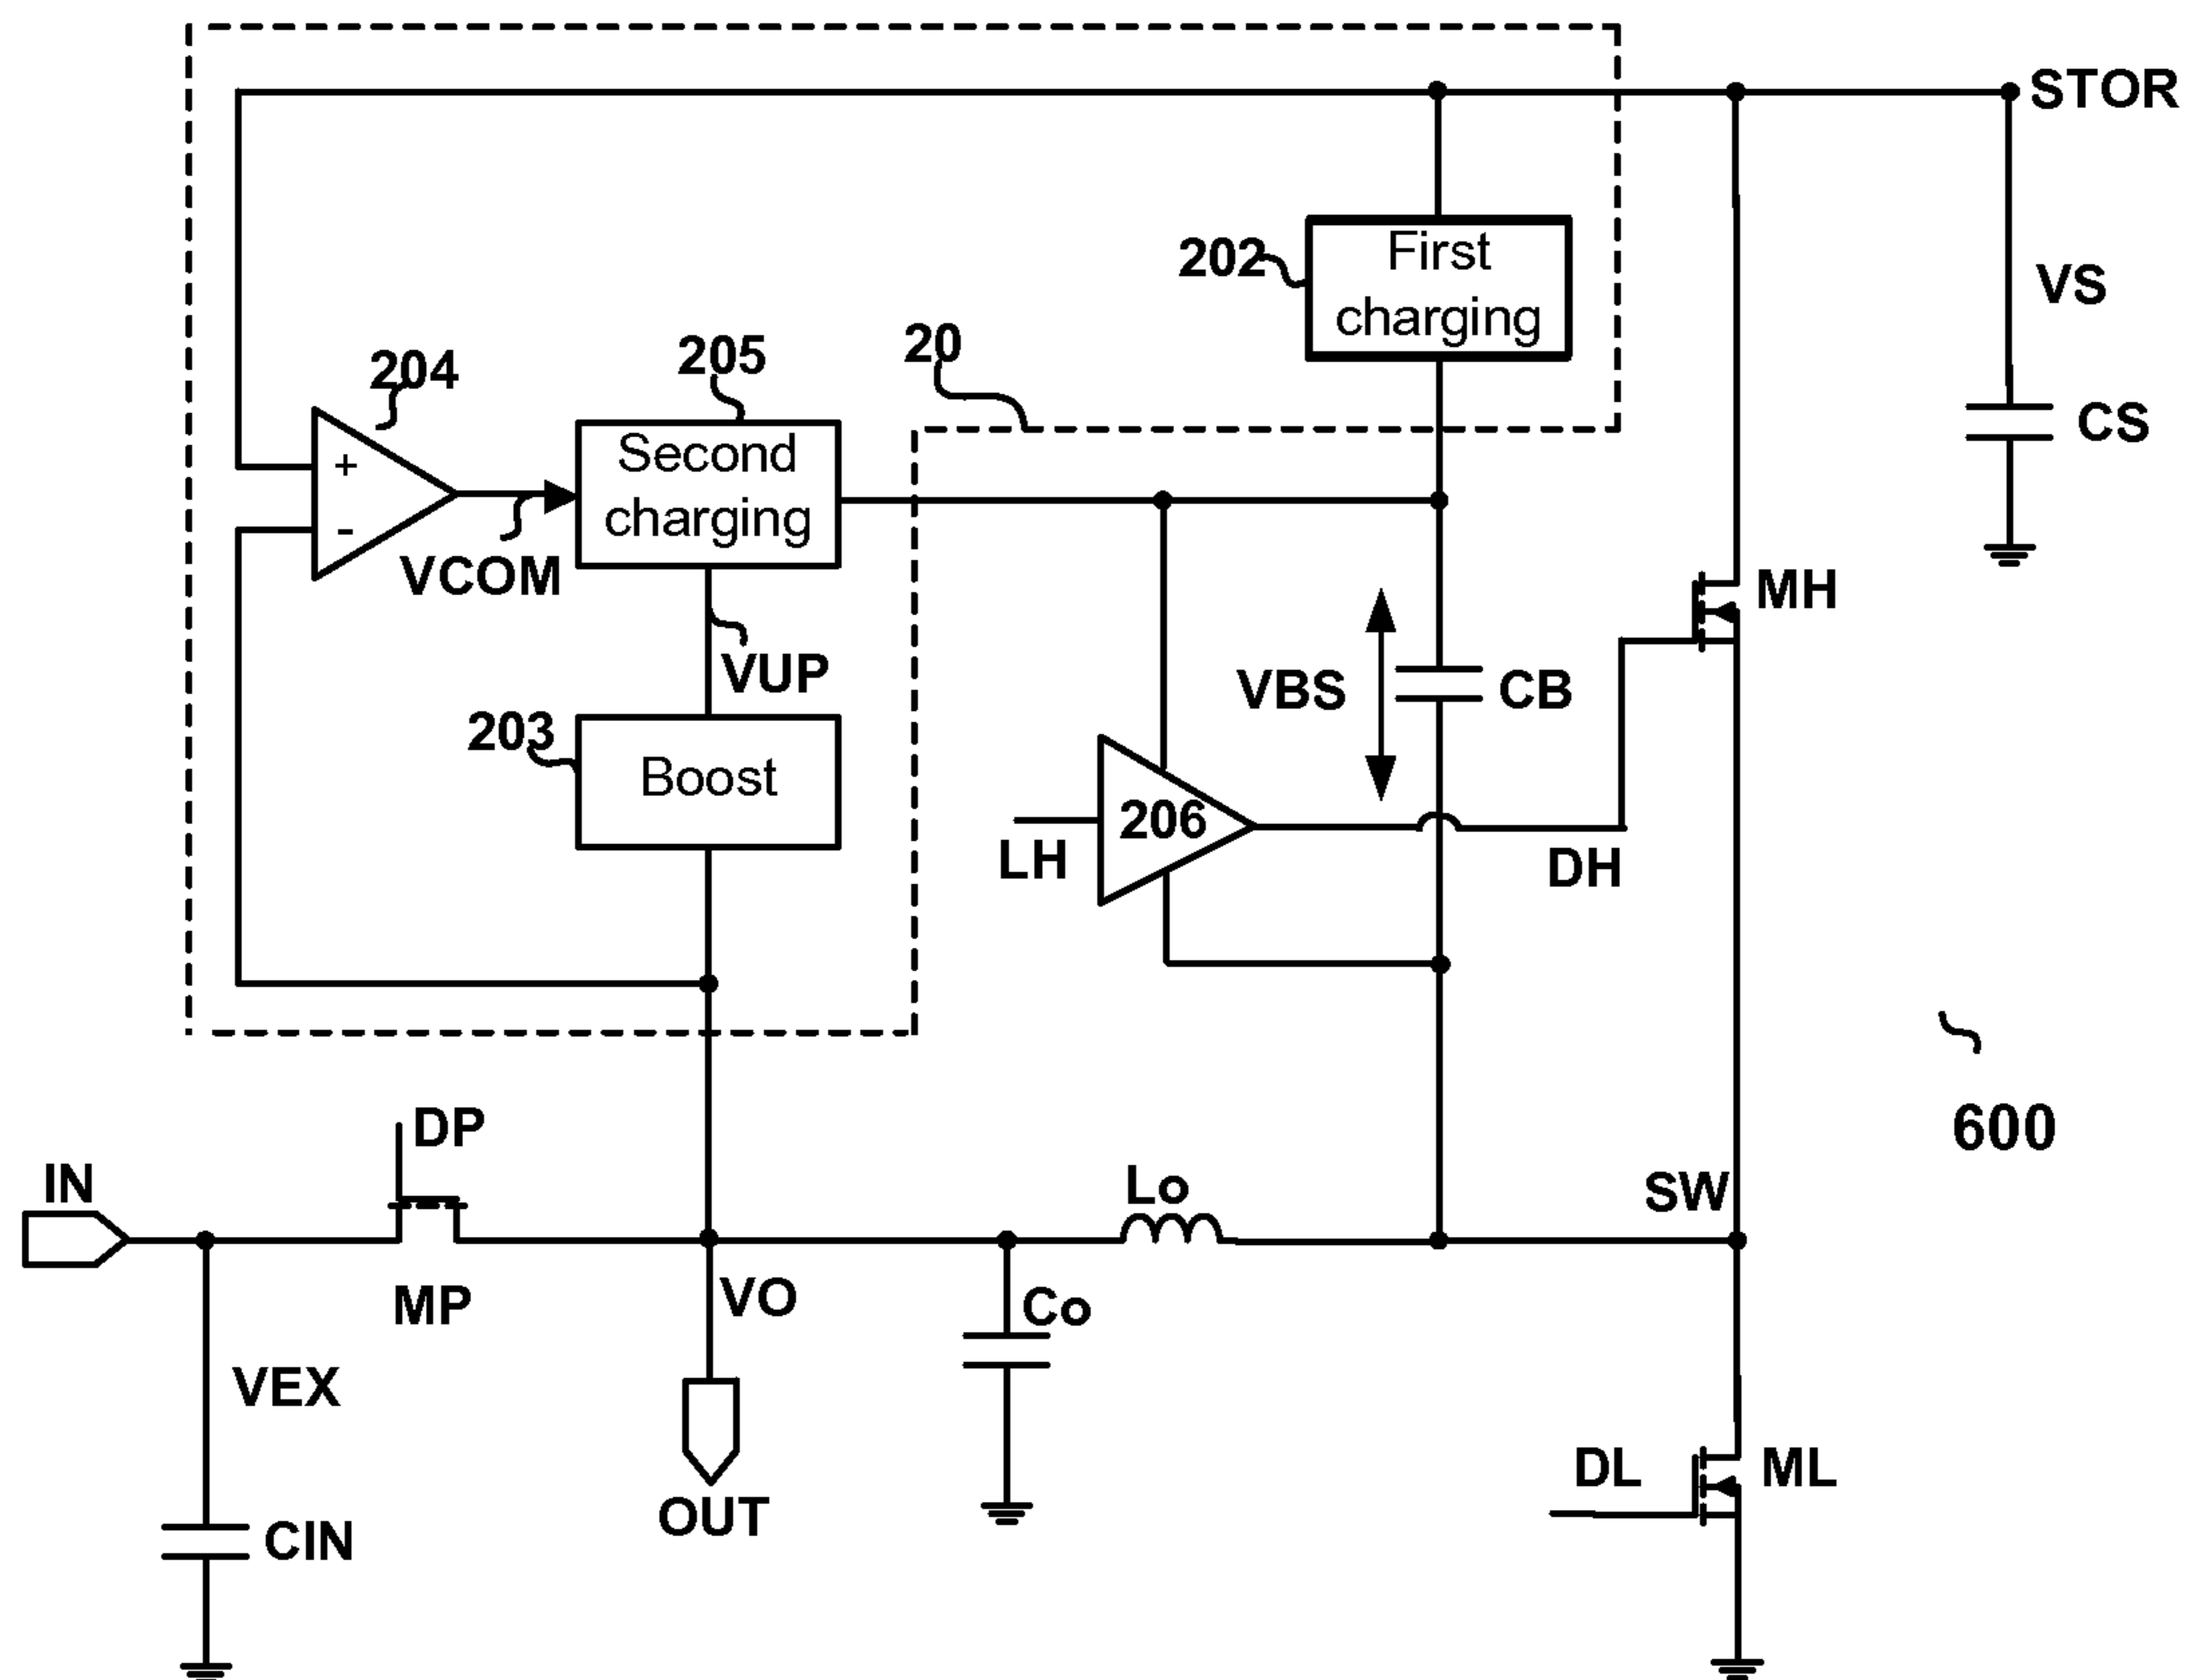 STOR
202
First
charging
VS
20
204
205
CS
+
Second
charging
-
VCOM
MH
VUP
VBS
CB
203
Boost
206
LH
DH
DP
600
IN
Lo
SW
MP
VO
Co
VEX
DL
ML
OUT
CIN